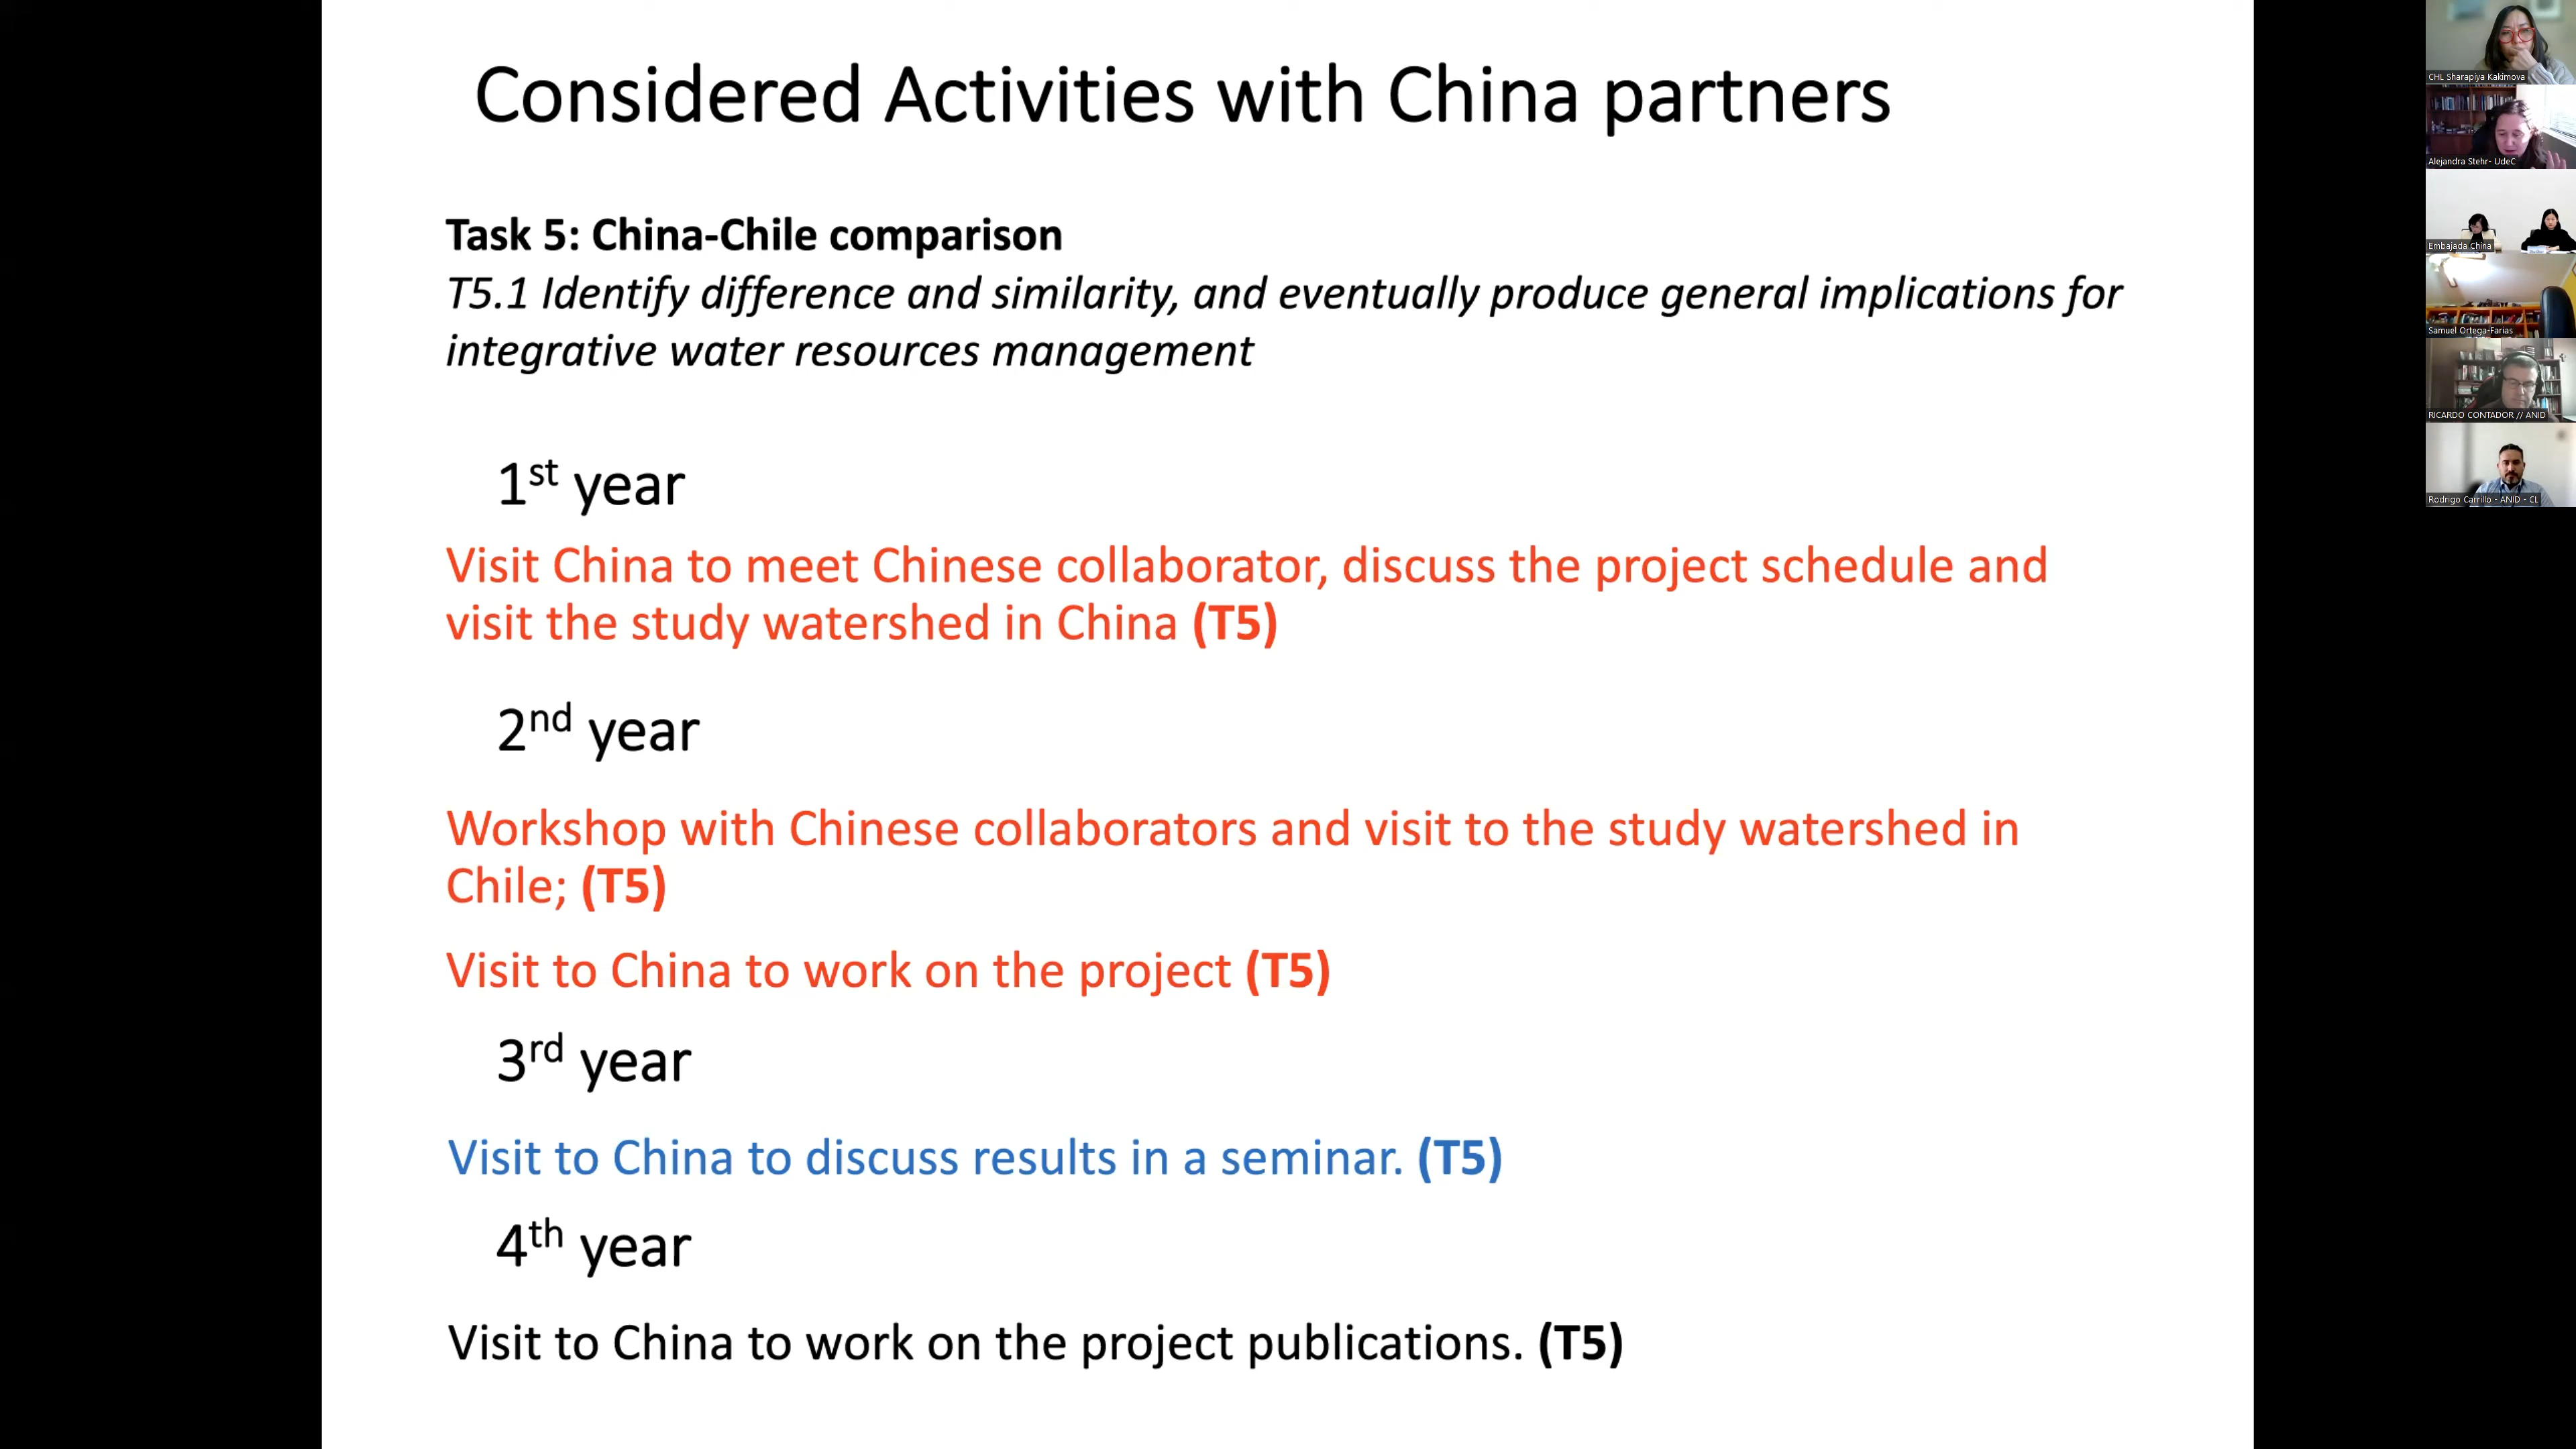 Considered Activities with China partners
Task 5: China-Chile comparison
T5.1 Identify difference and similarity, and eventually produce general implications for
integrative water resources management
1st year
Visit China to meet Chinese collaborator, discuss the project schedule and
visit the study watershed in China (T5)
2nd year
Workshop with Chinese collaborators and visit to the study watershed in
Chile; (T5)
Visit to China to work on the project (T5)
3rd year
Visit to China to discuss results in a seminar. (T5)
4th year
Visit to China to work on the project publications. (T5)
CHL Sharapiya Kakimova
Alejandra Stehr- UdeC
Embajada China
Samuel Ortega-Farias
RICARDO CONTADOR // ANID
Rodrigo Carrillo - ANID - CL